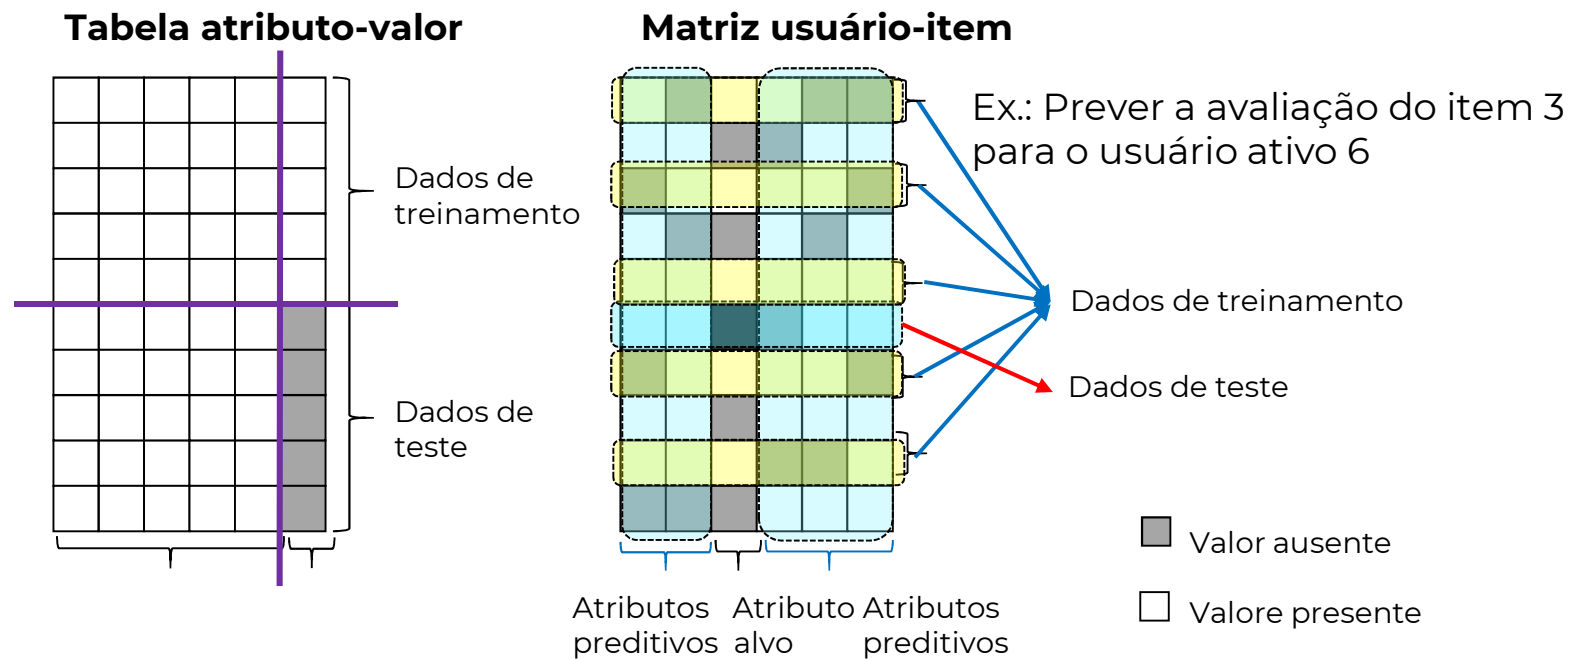 Tabela atributo-valor
Matriz usuário-item
Ex.: Prever a avaliação do item 3
para o usuário ativo 6
Dados de
treinamento
Dados de treinamento
Dados de teste
Dados de
teste
Valor ausente
Valore presente
Atributos
preditivos
Atributo
alvo
Atributos
preditivos